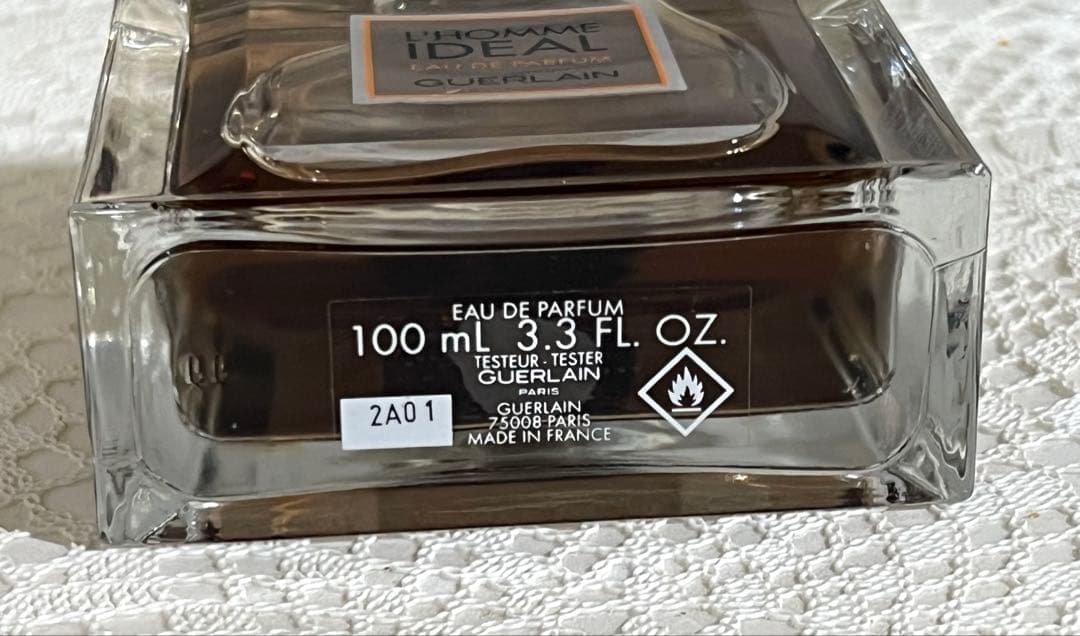 L'HOMME
IDEAL
EAU DE PARFUM
GUERLAIN
EAU DE PARFUM
100 mL 3.3 FL. OZ.
TESTEUR - TESTER
GUERLAIN
PARIS
2A01
GUERLAIN
75008 PARIS
MADE IN FRANCE